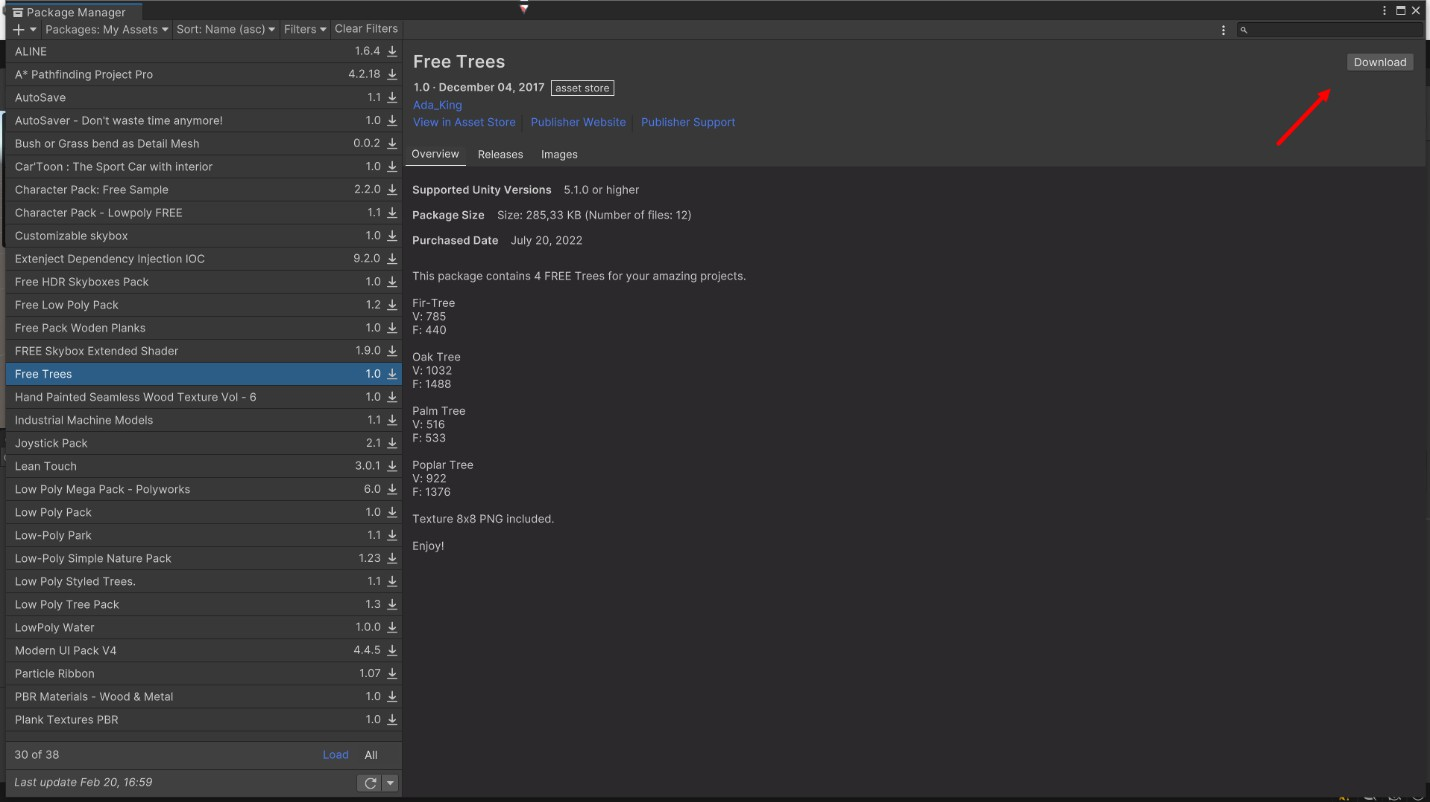 Package Manager
Packages: My Assets Sort: Name (asc) Filters Clear Filters
ALINE 1.6.4
A* Pathfinding Project Pro 4.2.18
AutoSave 1.1
AutoSaver - Don't waste time anymore! 1.0
Bush or Grass bend as Detail Mesh 0.0.2
Car'Toon : The Sport Car with interior 1.0
Character Pack: Free Sample 2.2.0
Character Pack - Lowpoly FREE 1.1
Customizable skybox 1.0
Extenject Dependency Injection IOC 9.2.0
Free HDR Skyboxes Pack 1.0
Free Low Poly Pack 1.2
Free Pack Woden Planks 1.0
FREE Skybox Extended Shader 1.9.0
Free Trees 1.0
Hand Painted Seamless Wood Texture Vol - 6 1.0
Industrial Machine Models 1.1
Joystick Pack 2.1
Lean Touch 3.0.1
Low Poly Mega Pack - Polyworks 6.0
Low Poly Pack 1.0
Low-Poly Park 1.1
Low-Poly Simple Nature Pack 1.23
Low Poly Styled Trees. 1.1
Low Poly Tree Pack 1.3
LowPoly Water 1.0.0
Modern UI Pack V4 4.4.5
Particle Ribbon 1.07
PBR Materials - Wood & Metal 1.0
Plank Textures PBR 1.0
30 of 38 Load All
Last update Feb 20, 16:59
Free Trees
Download
1.0 · December 04, 2017 asset store
Ada_King
View in Asset Store Publisher Website Publisher Support
Overview Releases Images
Supported Unity Versions 5.1.0 or higher
Package Size Size: 285,33 KB (Number of files: 12)
Purchased Date July 20, 2022
This package contains 4 FREE Trees for your amazing projects.
Fir-Tree
V: 785
F: 440
Oak Tree
V: 1032
F: 1488
Palm Tree
V: 516
F: 533
Poplar Tree
V: 922
F: 1376
Texture 8x8 PNG included.
Enjoy!